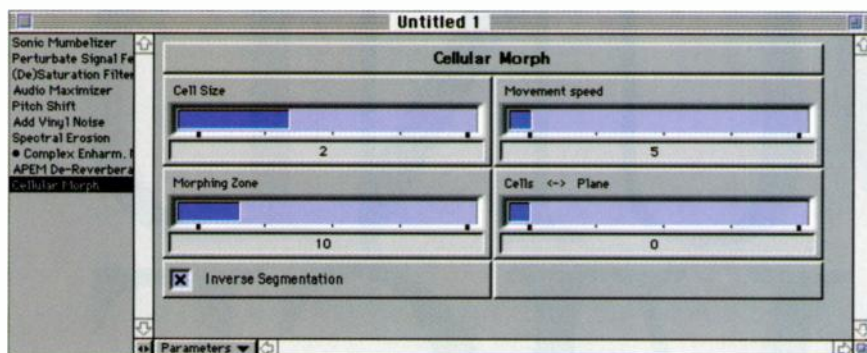 Untitled 1
Sonic Mumbelizer
Perturbate Signal Fe
(De)Saturation Filter
Audio Maximizer
Pitch Shift
Add Vinyl Noise
Spectral Erosion
• Complex Enharm.
APEM De-Reverbera
Cellular Morph
Cellular Morph
Cell Size
2
Movement speed
5
Morphing Zone
10
Cells <-> Plane
0
Inverse Segmentation
Parameters